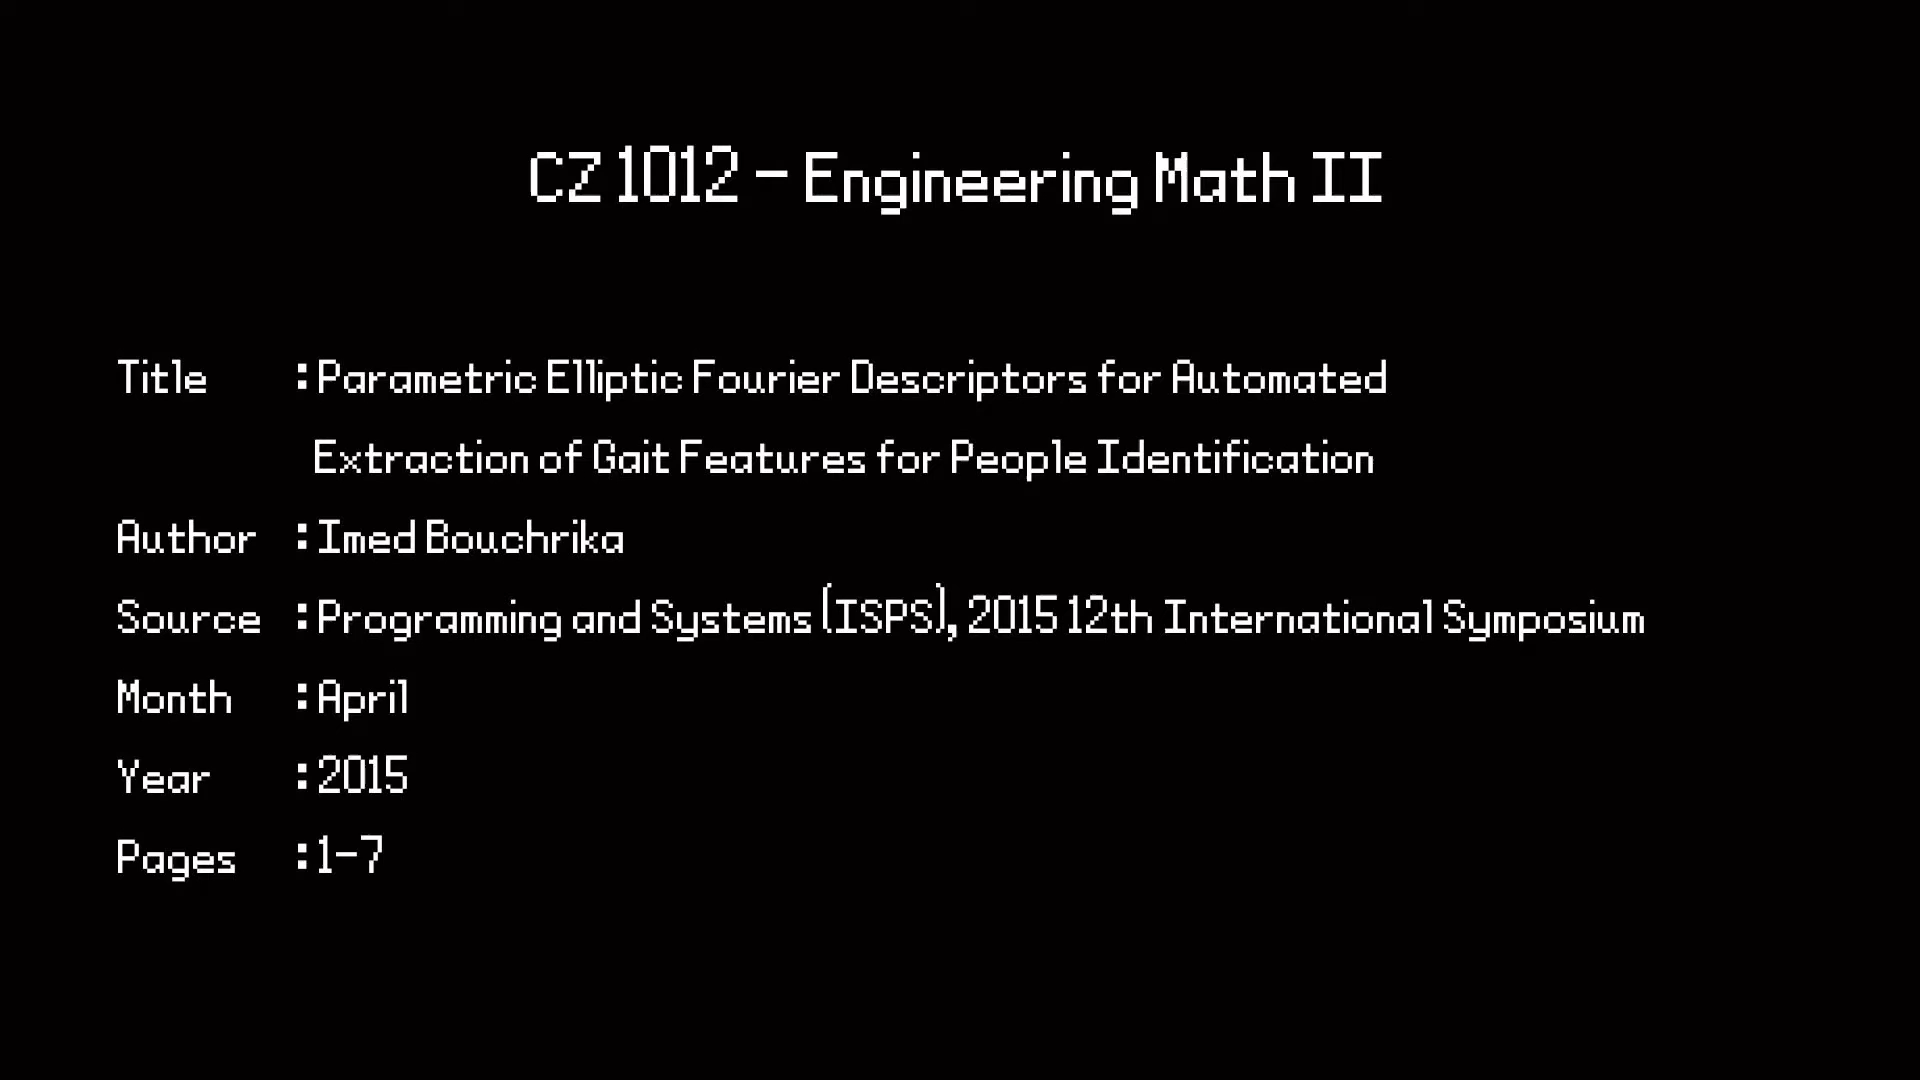 CZ 1012 - Engineering Math II
Title : Parametric Elliptic Fourier Descriptors for Automated
Extraction of Gait Features for People Identification
Author : Imed Bouchrika
Source : Programming and Systems (ISPS), 2015 12th International Symposium
Month : April
Year : 2015
Pages : 1-7